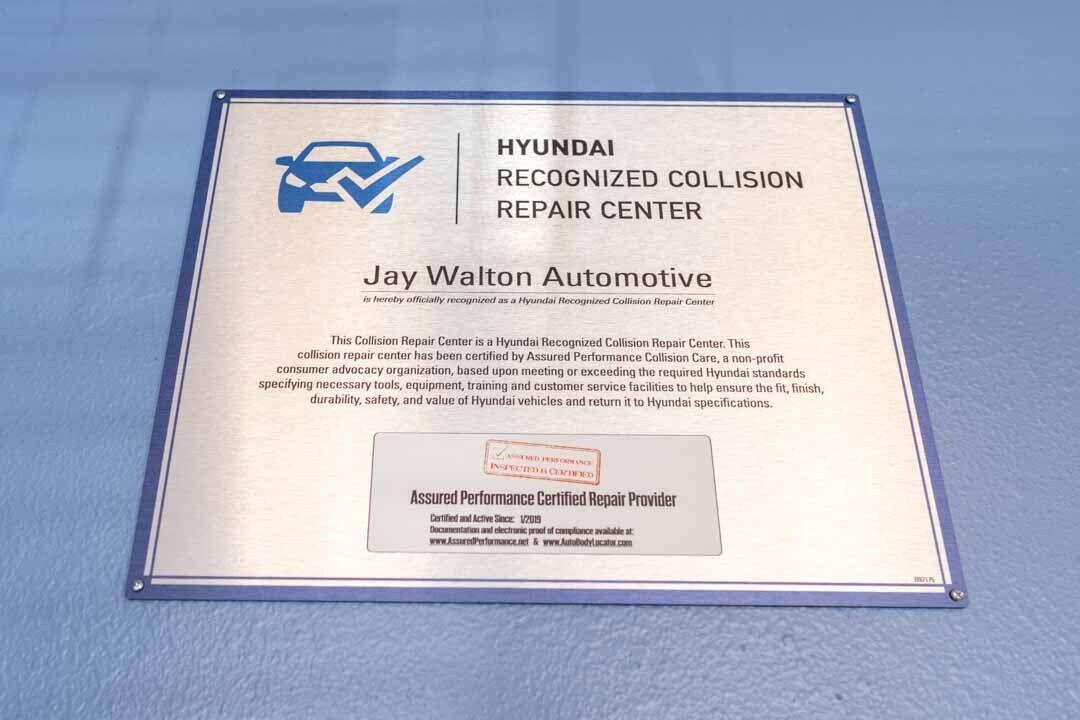 HYUNDAI
RECOGNIZED COLLISION
REPAIR CENTER
Jay Walton Automotive
is hereby officially recognized as a Hyundai Recognized Collision Repair Center
This Collision Repair Center is a Hyundai Recognized Collision Repair Center. This
collision repair center has been certified by Assured Performance Collision Care, a non-profit
consumer advocacy organization, based upon meeting or exceeding the required Hyundai standards
specifying necessary tools, equipment, training and customer service facilities to help ensure the fit, finish,
durability, safety, and value of Hyundai vehicles and return it to Hyundai specifications.
ASSURED PERFORMANCE
INSPECTED & CERTIFIED
Assured Performance Certified Repair Provider
Certified and Active Since: 1/2019
Documentation and electronic proof of compliance available at:
www.AssuredPerformance.net & www.AutoBodyLocator.com